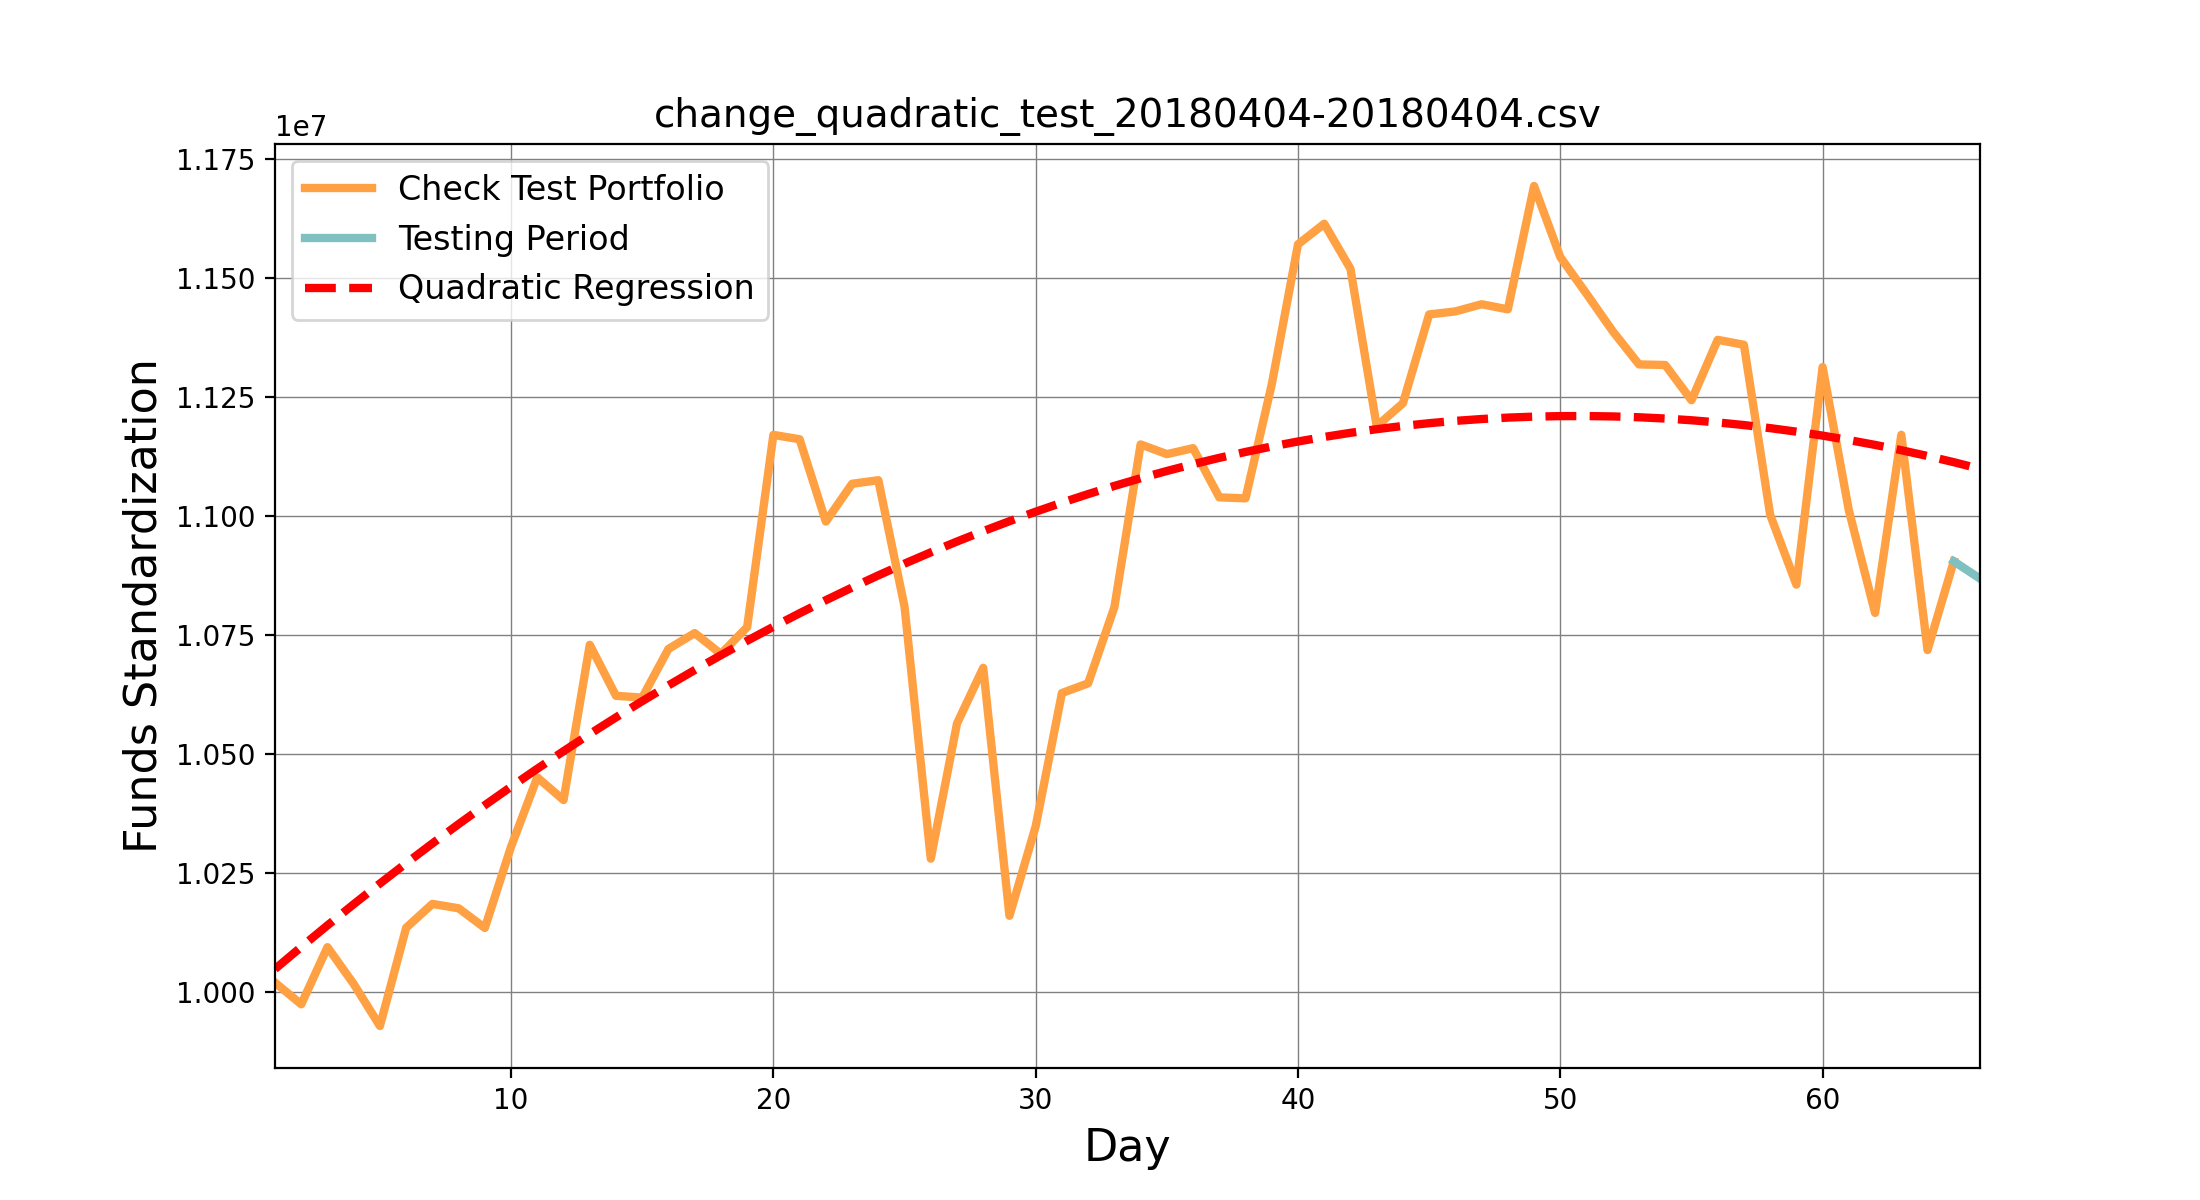 change_quadratic_test_20180404-20180404.csv
1e7
Check Test Portfolio
Testing Period
Quadratic Regression
1.175
1.150
1.125
1.100
1.075
1.050
1.025
1.000
Funds Standardization
10 20 30 40 50 60
Day